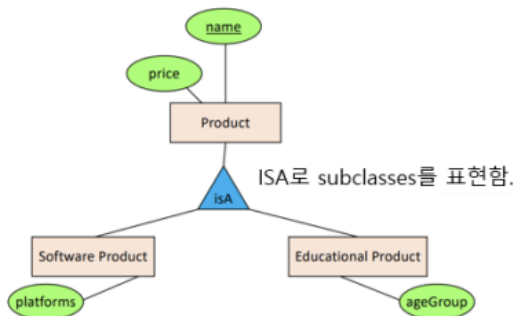 name
price
Product
ISA로 subclasses를 표현함.
isA
Software Product
Educational Product
platforms
ageGroup